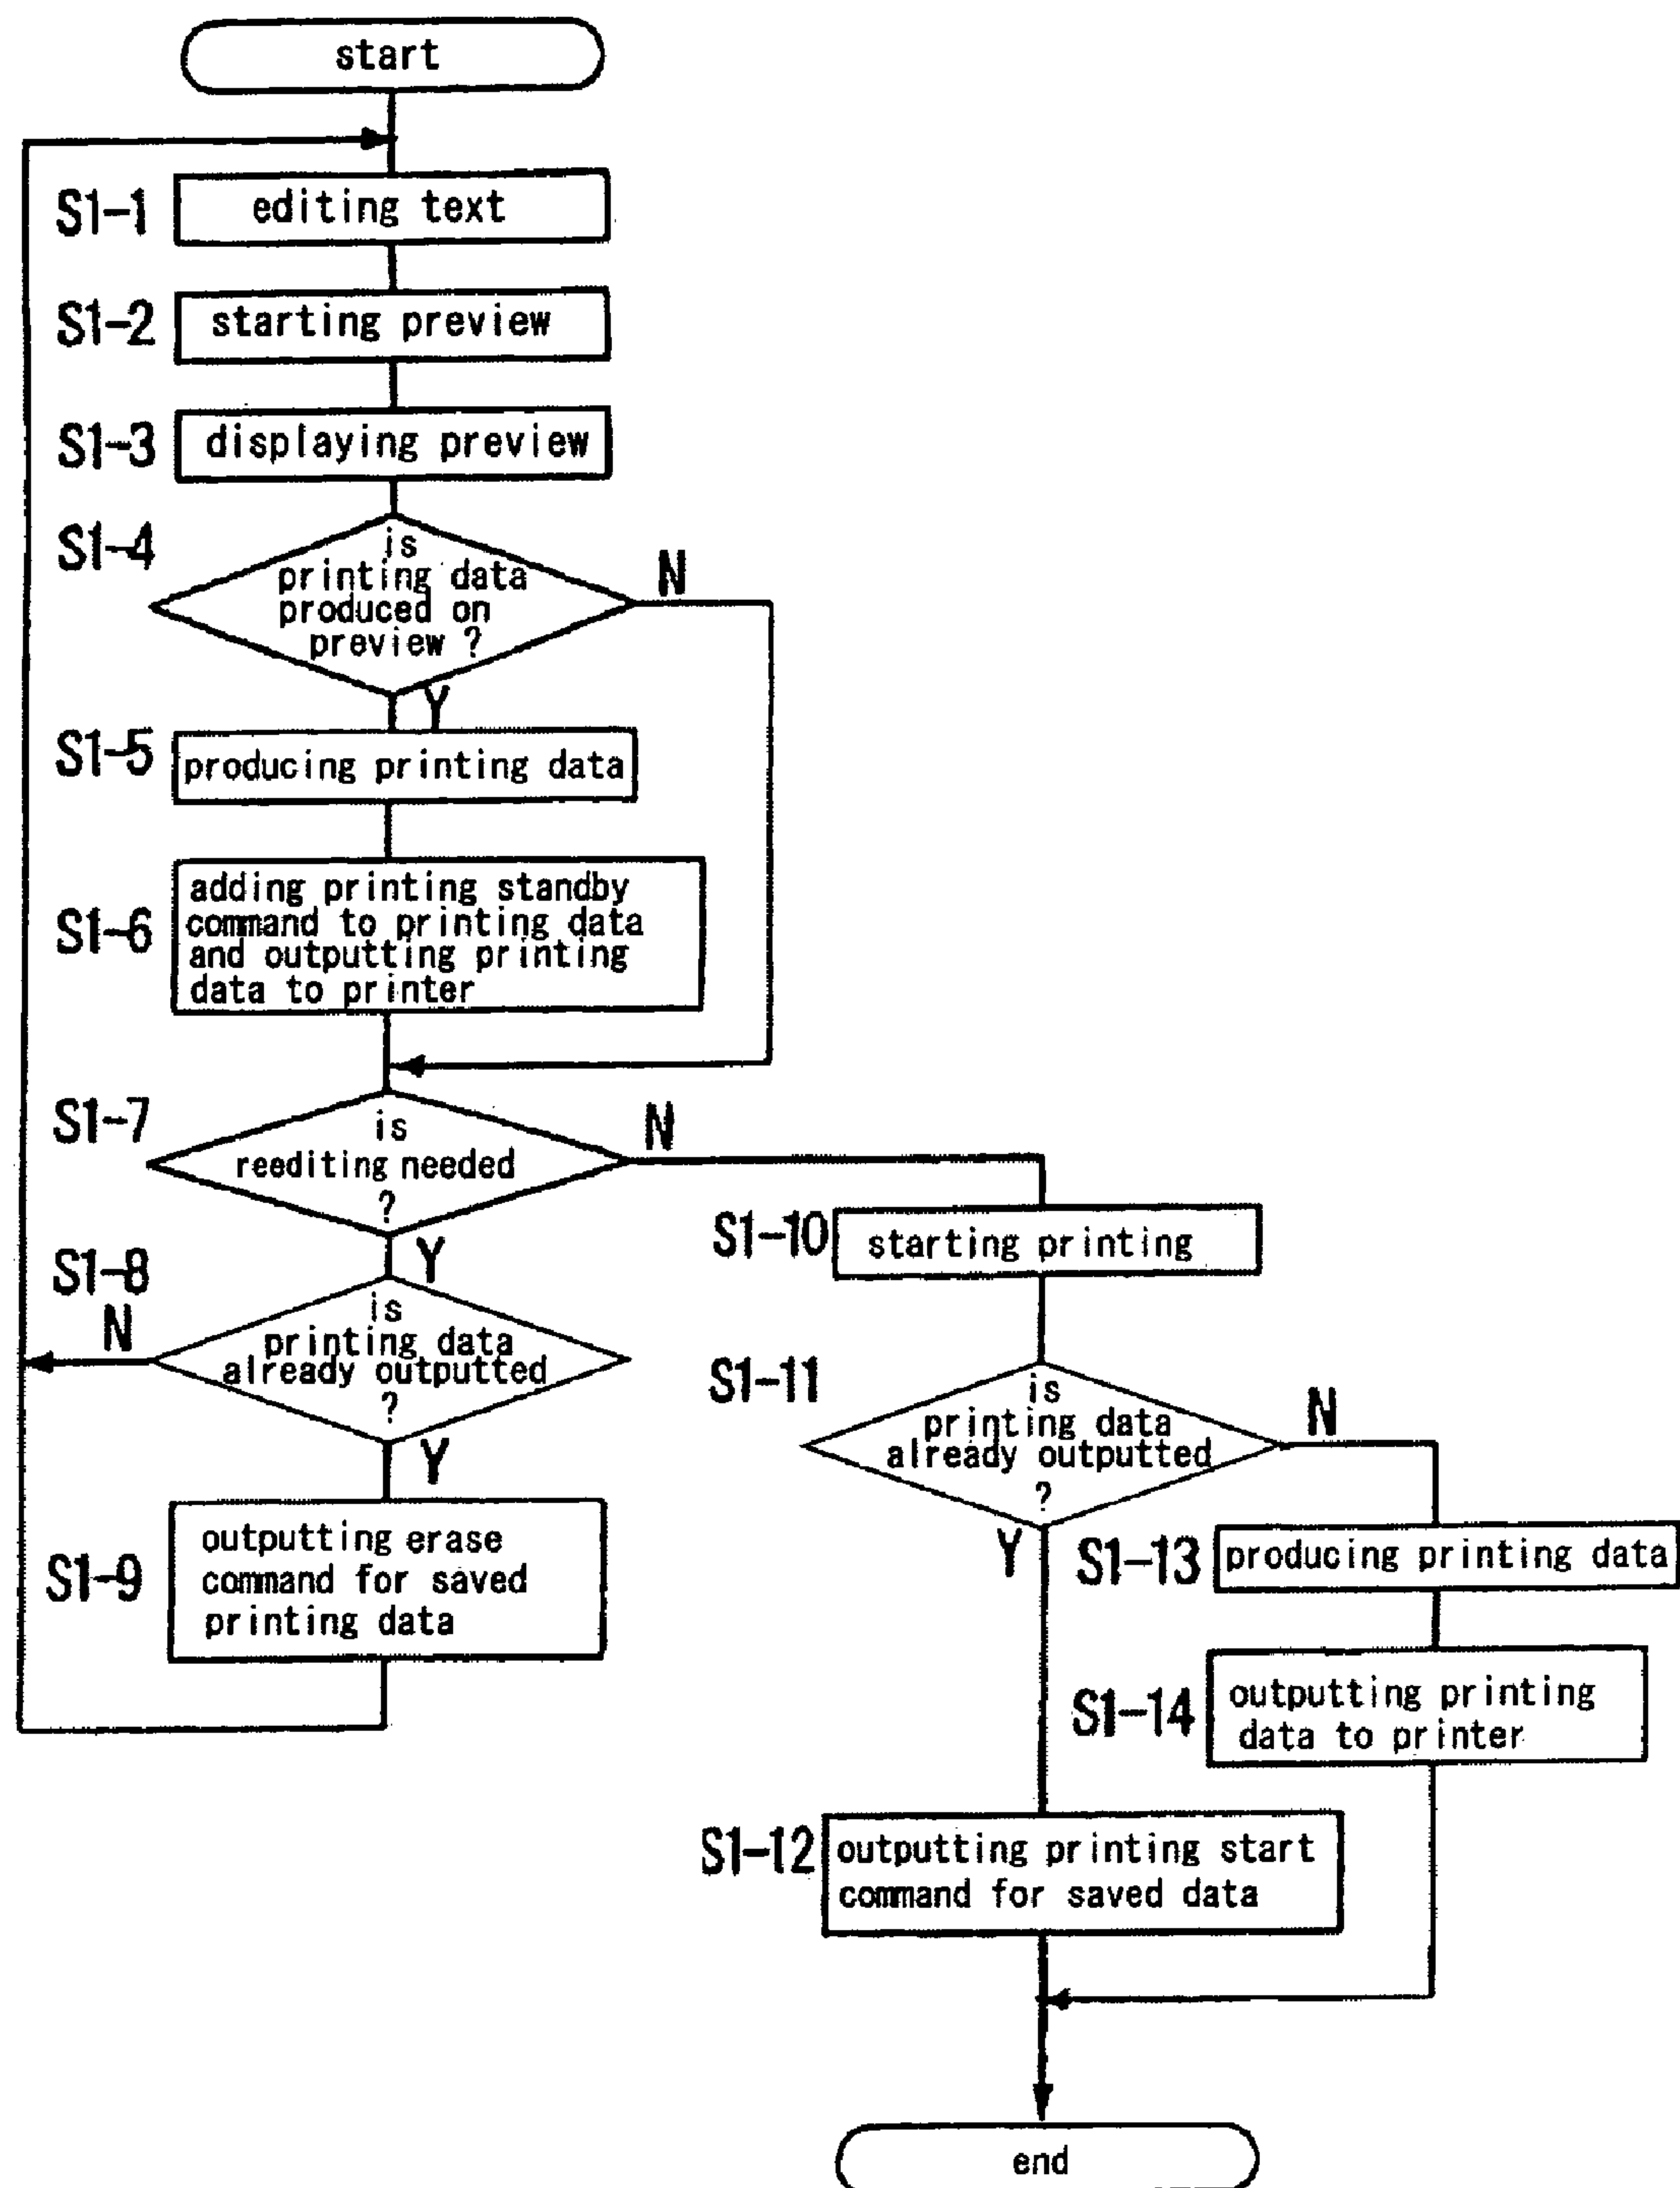 start
S1-1
editing text
S1-2
starting preview
S1-3
displaying preview
S1-4
is
printing data
produced on
preview ?
N
Y
S1-5
producing printing data
S1-6
adding printing standby
command to printing data
and outputting printing
data to printer
S1-7
is
reediting needed
?
N
Y
S1-8
is
printing data
already outputted
?
N
Y
S1-9
outputting erase
command for saved
printing data
S1-10
starting printing
S1-11
is
printing data
already outputted
?
N
Y
S1-13
producing printing data
S1-14
outputting printing
data to printer
S1-12
outputting printing start
command for saved data
end